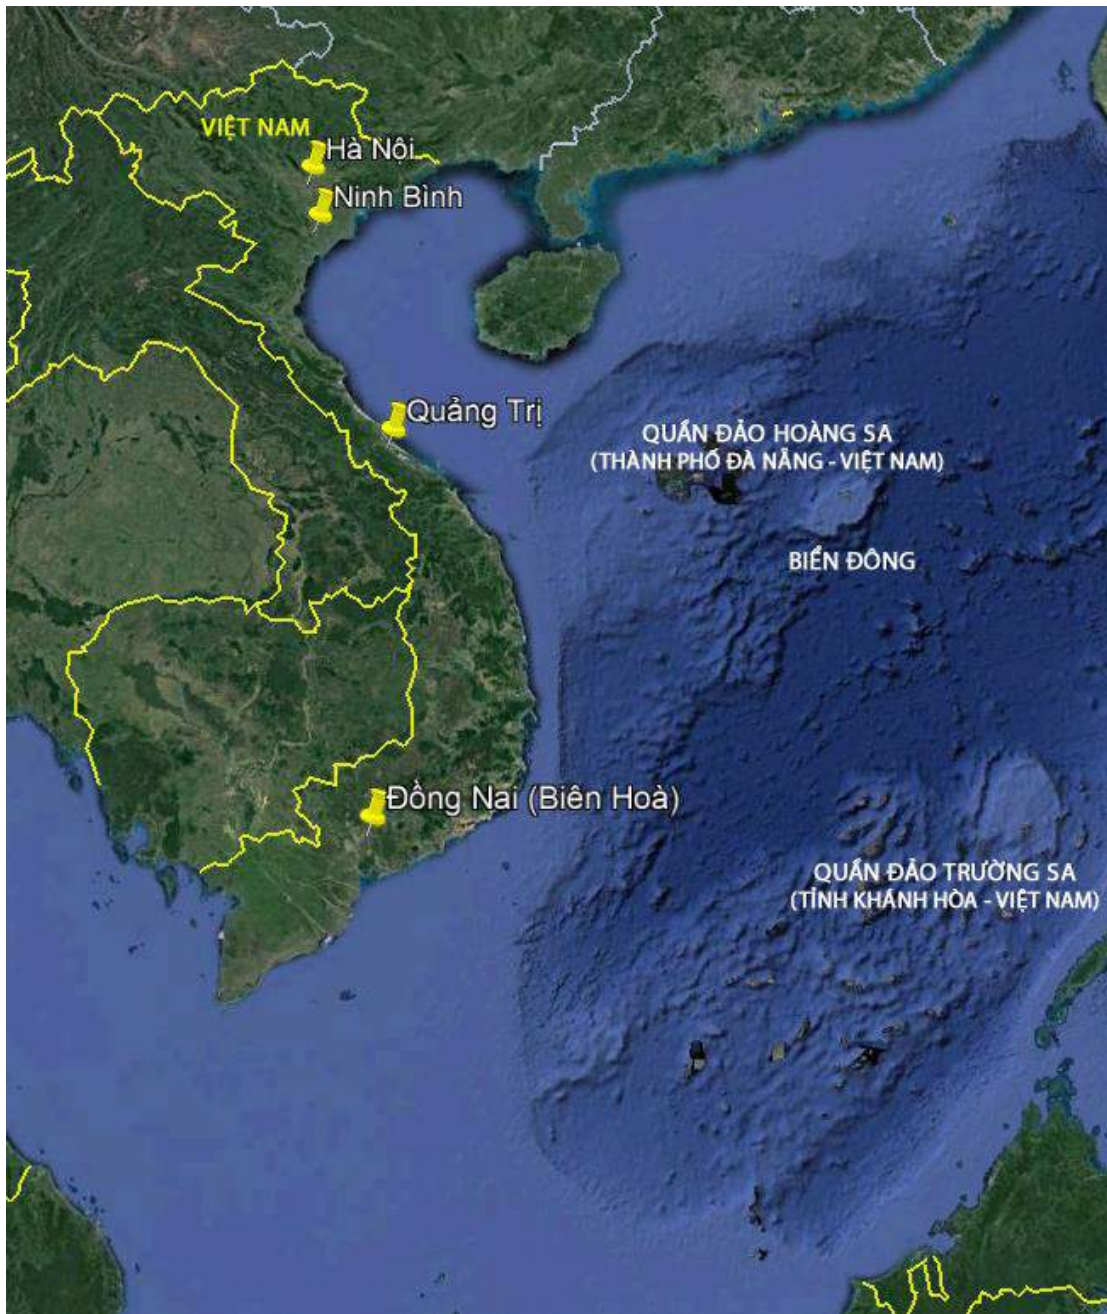 VIỆT NAM
Hà Nội
Ninh Bình
Quảng Trị
QUẦN ĐẢO HOÀNG SA
(THÀNH PHỐ ĐÀ NẴNG - VIỆT NAM)
BIỂN ĐÔNG
Đồng Nai (Biên Hoà)
QUẦN ĐẢO TRƯỜNG SA
(TỈNH KHÁNH HÒA - VIỆT NAM)